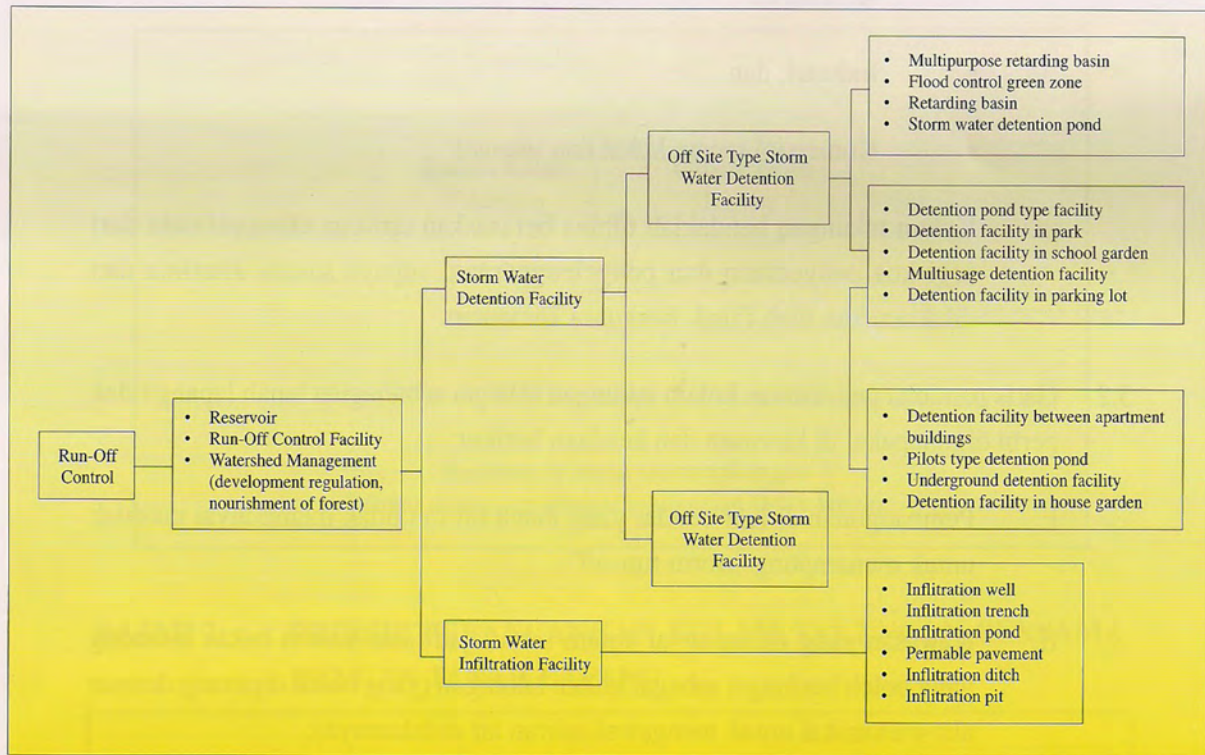 Run-Off
Control
• Reservoir
• Run-Off Control Facility
• Watershed Management
(development regulation,
nourishment of forest)
Storm Water
Detention Facility
Off Site Type Storm
Water Detention
Facility
• Multipurpose retarding basin
• Flood control green zone
• Retarding basin
• Storm water detention pond
• Detention pond type facility
• Detention facility in park
• Detention facility in school garden
• Multiusage detention facility
• Detention facility in parking lot
• Detention facility between apartment
buildings
• Pilots type detention pond
• Underground detention facility
• Detention facility in house garden
Off Site Type Storm
Water Detention
Facility
Storm Water
Infiltration Facility
• Inflitration well
• Inflitration trench
• Inflitration pond
• Permable pavement
• Inflitration ditch
• Inflitration pit